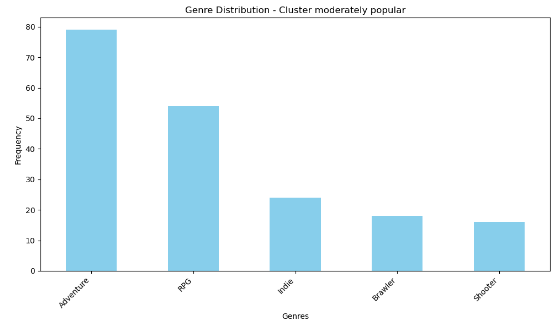 Genre Distribution - Cluster moderately popular
Frequency
80
70
60
50
40
30
20
10
0
Adventure
RPG
Indie
Brawler
Shooter
Genres